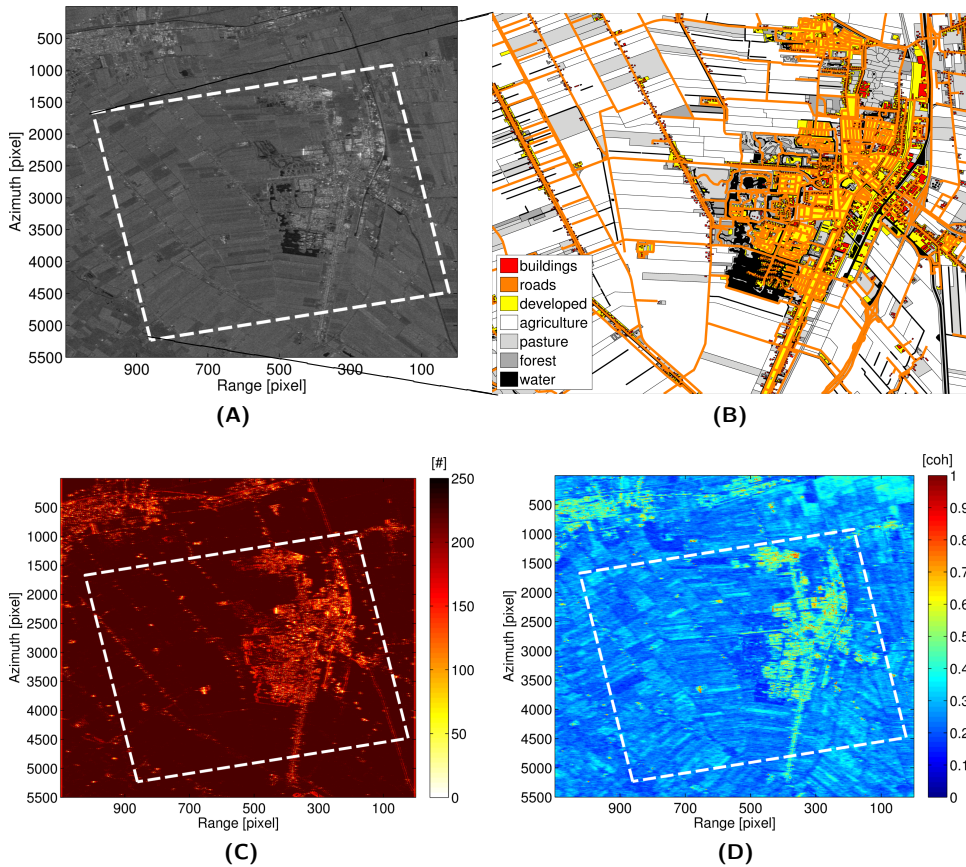 0
500
1000
1500
2000
2500
3000
3500
4000
4500
5000
5500
Azimuth [pixel]
900 700 500 300 100
Range [pixel]
(A)
buildings
roads
developed
agriculture
pasture
forest
water
(B)
500
1000
1500
2000
2500
3000
3500
4000
4500
5000
5500
Azimuth [pixel]
900 700 500 300 100
Range [pixel]
[#]
250
200
150
100
50
0
(C)
0
500
1000
1500
2000
2500
3000
3500
4000
4500
5000
5500
Azimuth [pixel]
900 700 500 300 100
Range [pixel]
[coh]
1
0.9
0.8
0.7
0.6
0.5
0.4
0.3
0.2
0.1
0
(D)